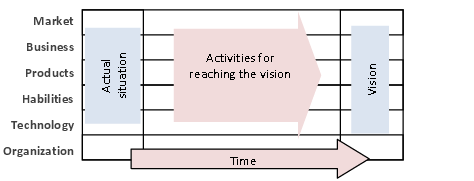 Market
Business
Products
Habilities
Technology
Organization
Actual
situation
Activities for
reaching the vision
Vision
Time